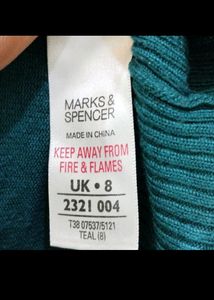 MARKS &
SPENCER
MADE IN CHINA
KEEP AWAY FROM
FIRE & FLAMES
UK • 8
2321 004
T38 07537/5121
TEAL (8)